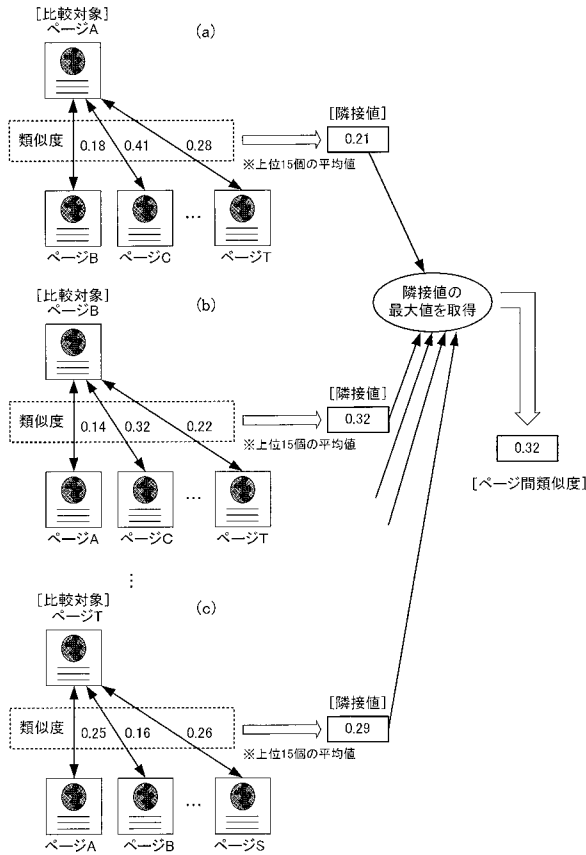 [比較対象]
ページA
(a)
類似度
0.18
0.41
0.28
[隣接値]
0.21
※上位15個の平均値
ページB
ページC
…
ページT
隣接値の
最大値を取得
[比較対象]
ページB
(b)
類似度
0.14
0.32
0.22
[隣接値]
0.32
※上位15個の平均値
ページA
ページC
…
ページT
0.32
[ページ間類似度]
⋮
[比較対象]
ページT
(c)
類似度
0.25
0.16
0.26
[隣接値]
0.29
※上位15個の平均値
ページA
ページB
…
ページS